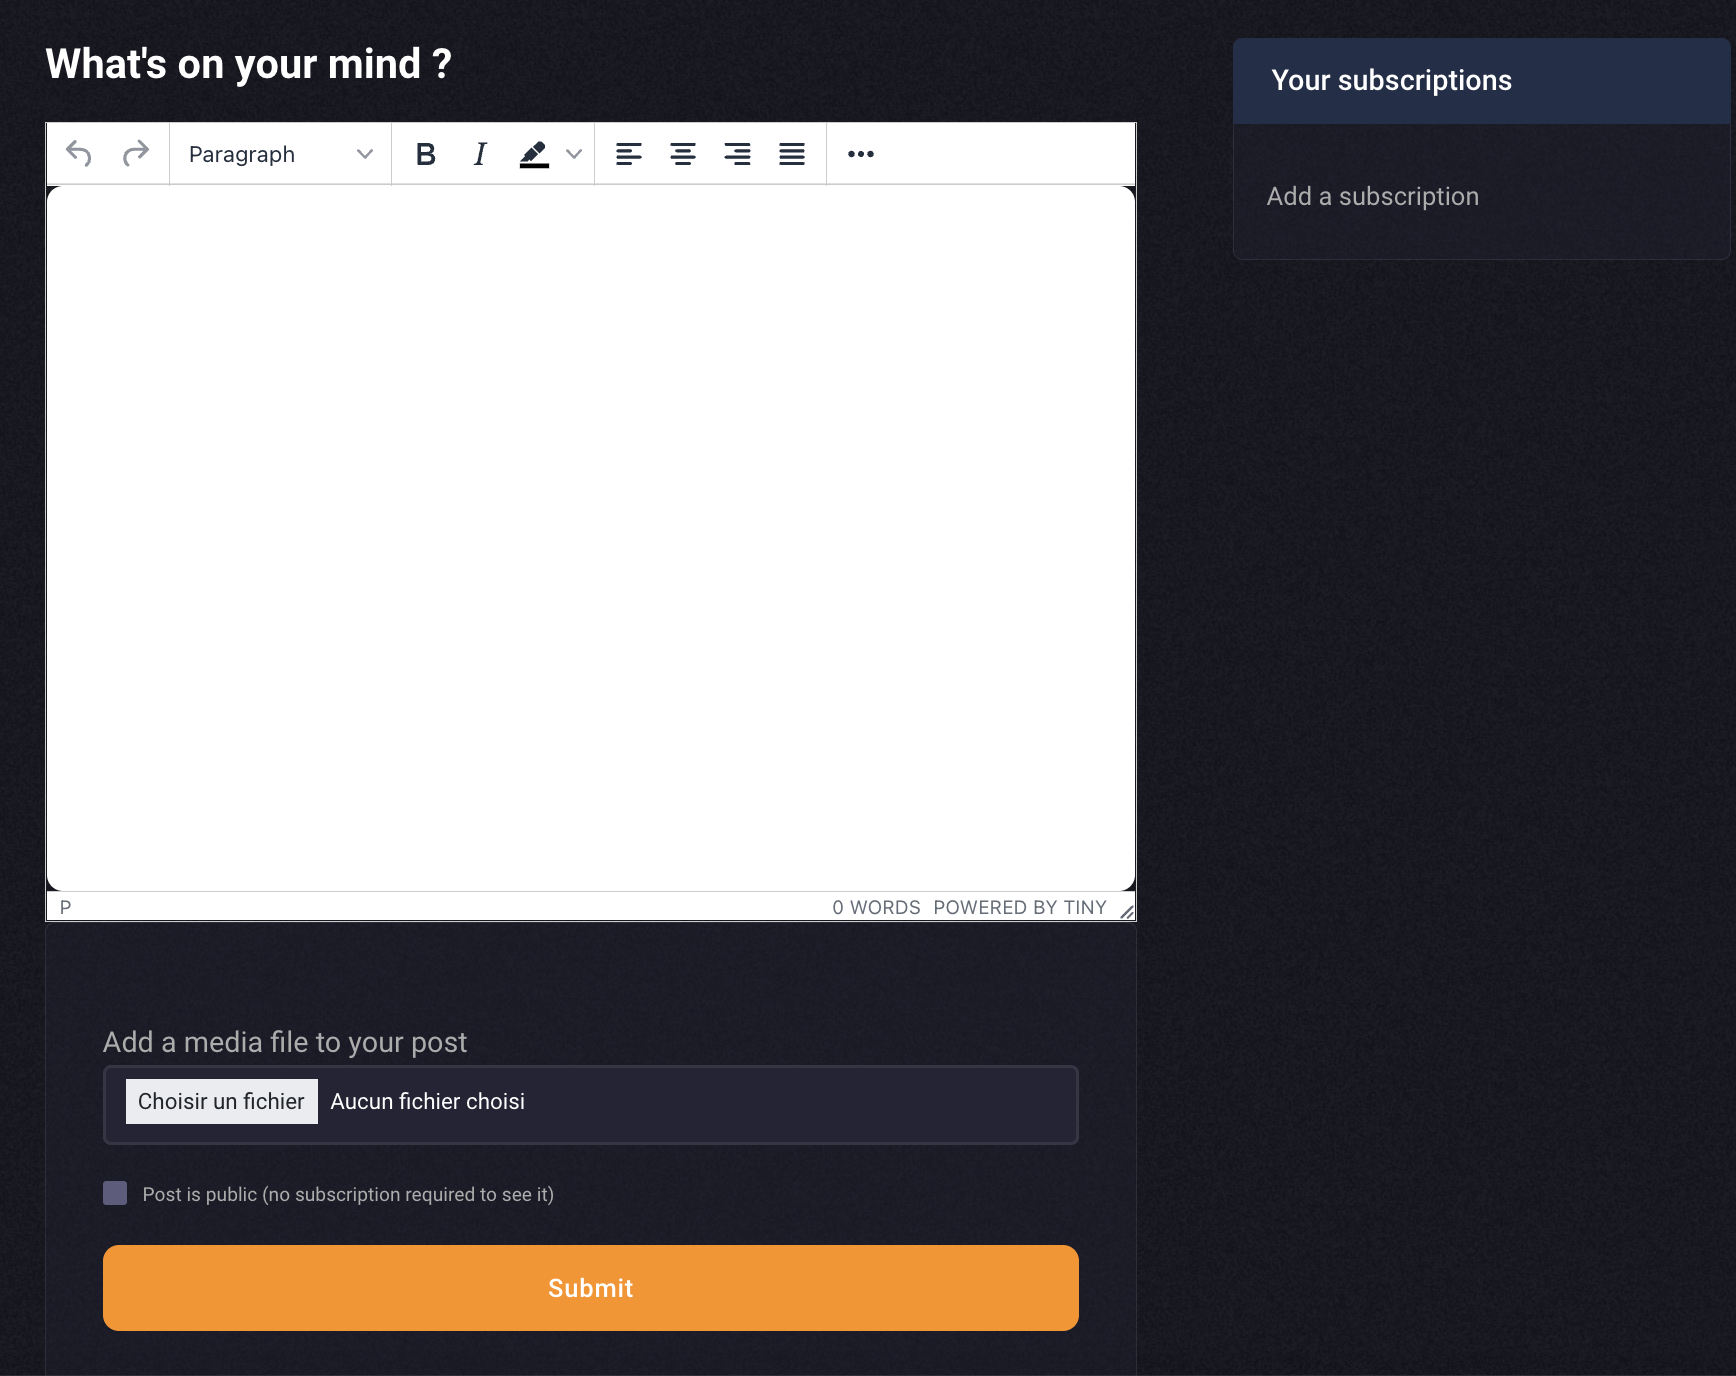 What's on your mind ?
Paragraph
B I
P
0 WORDS POWERED BY TINY
Add a media file to your post
Choisir un fichier Aucun fichier choisi
Post is public (no subscription required to see it)
Submit
Your subscriptions
Add a subscription